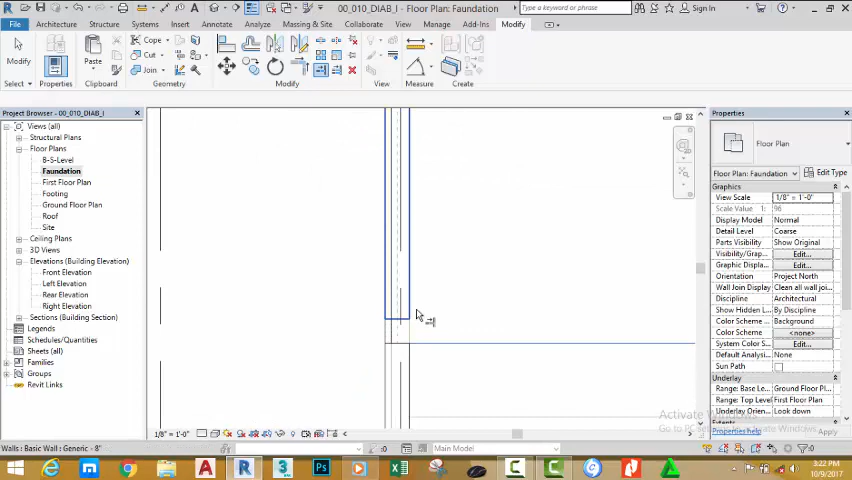 00_010_DIAB_I - Floor Plan: Faundation
Type a keyword or phrase
Sign In
File Architecture Structure Systems Insert Annotate Analyze Massing & Site Collaborate View Manage Add-Ins Modify
Modify Paste Cope Cut Join
Select Properties Clipboard Geometry Modify View Measure Create
Project Browser - 00_010_DIAB_I
Views (all)
Structural Plans
Floor Plans
B-S-Level
Faundation
First Floor Plan
Footing
Ground Floor Plan
Roof
Site
Ceiling Plans
3D Views
Elevations (Building Elevation)
Front Elevation
Left Elevation
Rear Elevation
Right Elevation
Sections (Building Section)
Legends
Schedules/Quantities
Sheets (all)
Families
Groups
Revit Links
Properties
Floor Plan
Floor Plan: Faundation Edit Type
Graphics
View Scale 1/8" = 1'-0"
Scale Value 1: 96
Display Model Normal
Detail Level Coarse
Parts Visibility Show Original
Visibility/Grap... Edit...
Graphic Displa... Edit...
Orientation Project North
Wall Join Display Clean all wall joi...
Discipline Architectural
Show Hidden L... By Discipline
Color Scheme ... Background
Color Scheme <none>
System Color S... Edit...
Default Analysi... None
Sun Path
Underlay
Range: Base Le... Ground Floor Pl...
Range: Top Level First Floor Plan
Underlay Orien... Look down
Extents
Properties help Apply
Activate Windows
Go to PC settings to activate Windows.
1/8" = 1'-0"
:0 Main Model :0
Walls : Basic Wall : Generic - 8"
3:22 PM
10/9/2017